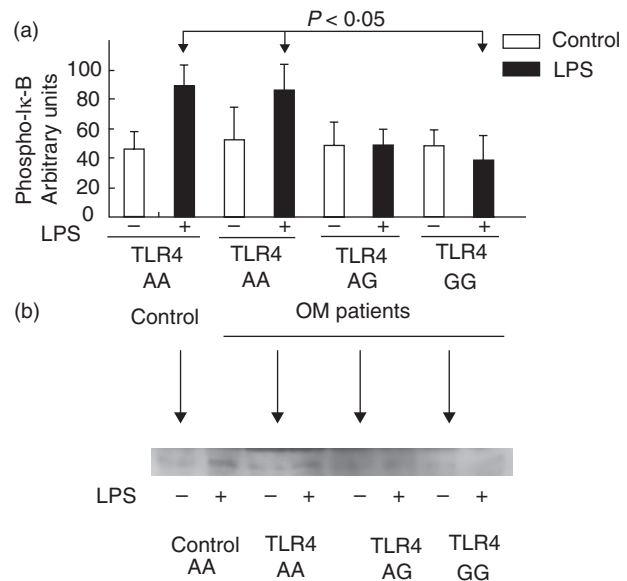 (a)
P < 0·05
Control
LPS
Phospho-Iκ-B
Arbitrary units
100
80
60
40
20
0
LPS − + − + − + − +
TLR4 TLR4 TLR4 TLR4
AA AA AG GG
(b)
Control OM patients
LPS − + − + − + − +
Control TLR4 TLR4 TLR4
AA AA AG GG